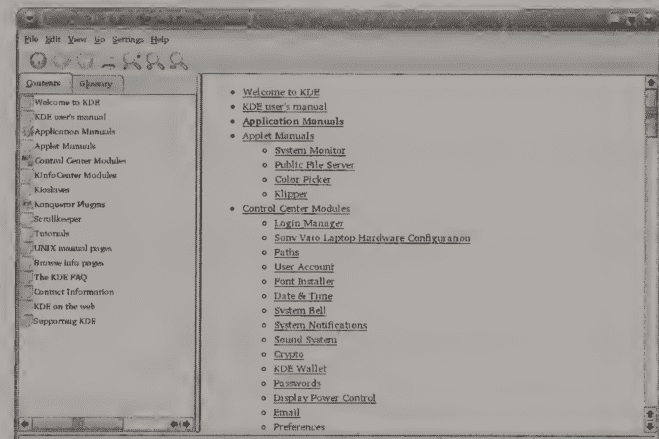 File Edit View Go Settings Help
Contents Glossary
Welcome to KDE
KDE user's manual
Application Manuals
Applet Manuals
Control Center Modules
KInfoCenter Modules
Kioslaves
Konqueror Plugins
Scrollkeeper
Tutorials
UNIX manual pages
Browse info pages
The KDE FAQ
Contact Information
KDE on the web
Supporting KDE
• Welcome to KDE
• KDE user's manual
• Application Manuals
• Applet Manuals
o System Monitor
o Public File Server
o Color Picker
o Klipper
• Control Center Modules
o Login Manager
o Sony Vaio Laptop Hardware Configuration
o Paths
o User Account
o Font Installer
o Date & Time
o System Bell
o System Notifications
o Sound System
o Crypto
o KDE Wallet
o Passwords
o Display Power Control
o Email
o Preferences